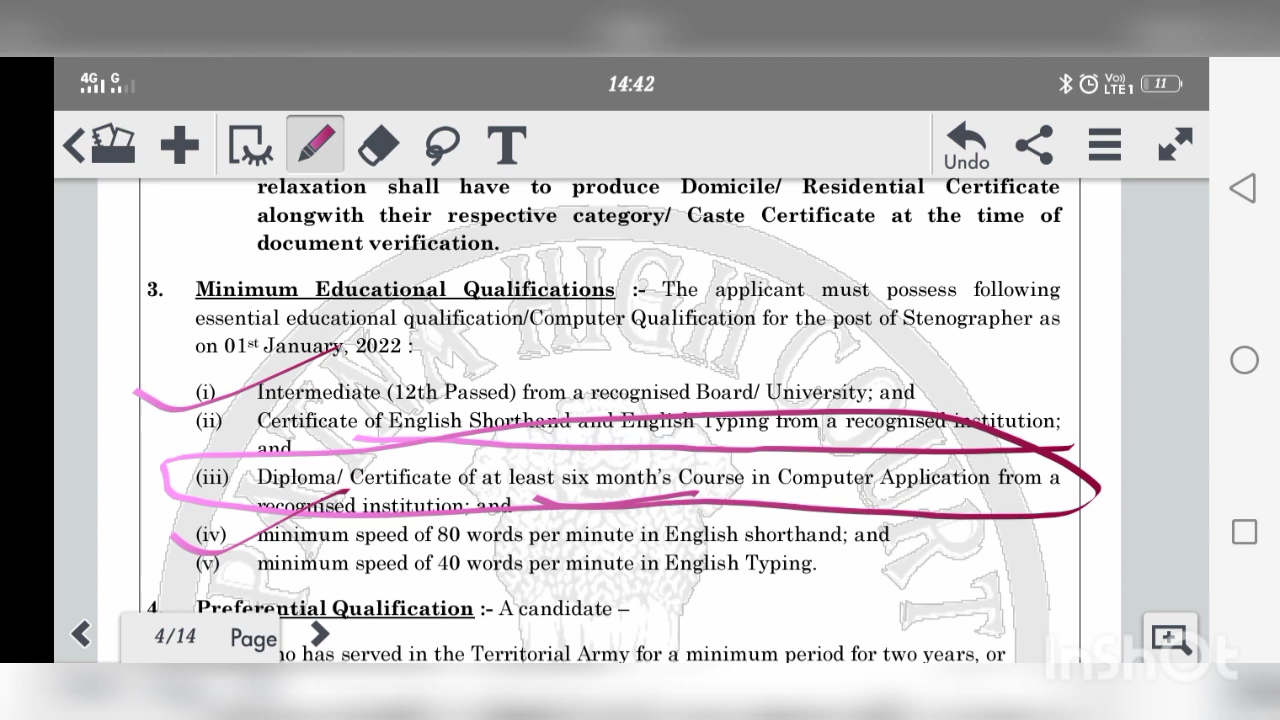 4G G
14:42
Vo)) LTE1 11
Undo
relaxation shall have to produce Domicile/ Residential Certificate
alongwith their respective category/ Caste Certificate at the time of
document verification.
3. Minimum Educational Qualifications :- The applicant must possess following
essential educational qualification/Computer Qualification for the post of Stenographer as
on 01st January, 2022 :
(i) Intermediate (12th Passed) from a recognised Board/ University; and
(ii) Certificate of English Shorthand and English Typing from a recognised institution;
and
(iii) Diploma/ Certificate of at least six month's Course in Computer Application from a
recognised institution; and
(iv) minimum speed of 80 words per minute in English shorthand; and
(v) minimum speed of 40 words per minute in English Typing.
4. Preferential Qualification :- A candidate –
4/14 Page
has served in the Territorial Army for a minimum period for two years, or
PATNA HIGH COURT
InShOt